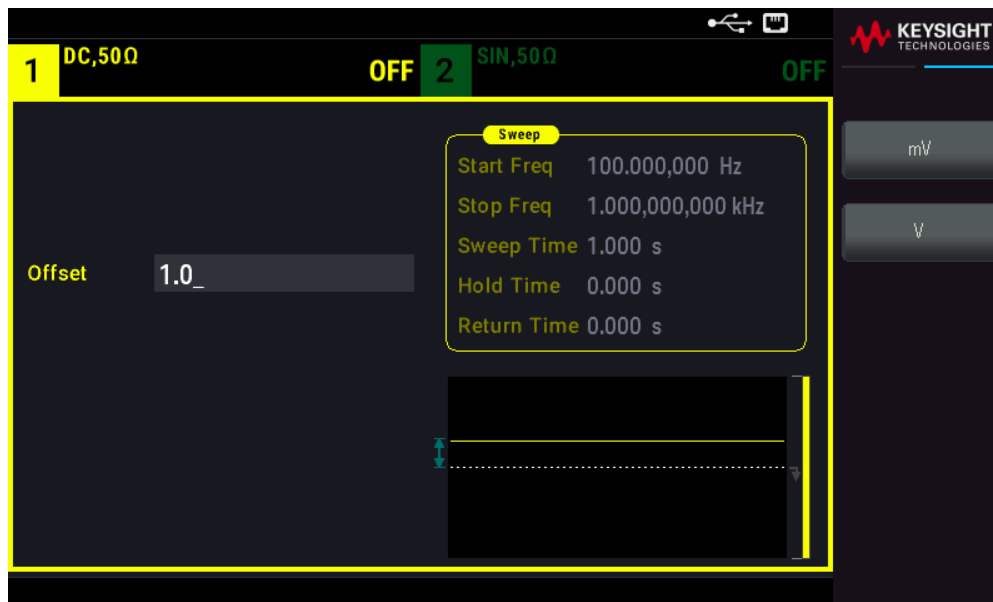 KEYSIGHT
TECHNOLOGIES
1 DC,50Ω OFF 2 SIN,50Ω OFF
Sweep
Start Freq 100.000,000 Hz
Stop Freq 1.000,000,000 kHz
Sweep Time 1.000 s
Hold Time 0.000 s
Return Time 0.000 s
Offset 1.0_
mV
V